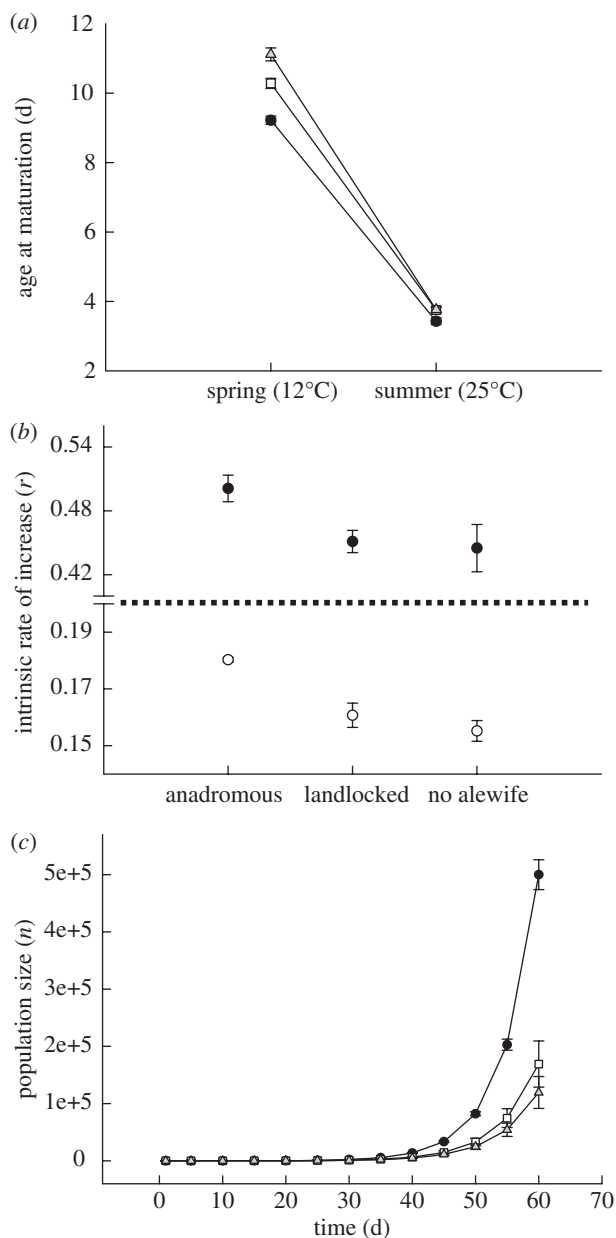 (a)
12
10
8
6
4
2
age at maturation (d)
spring (12°C) summer (25°C)
(b)
0.54
0.48
0.42
0.19
0.17
0.15
intrinsic rate of increase (r)
anadromous landlocked no alewife
(c)
5e+5
4e+5
3e+5
2e+5
1e+5
0
population size (n)
0 10 20 30 40 50 60 70
time (d)